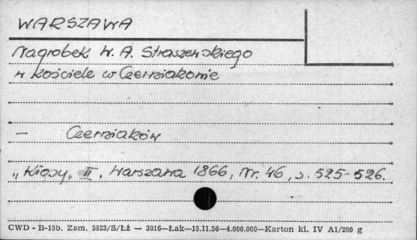 WARSZAWA
Nagrobek W. A. Straszewskiego
w kościele w Czerniakowie
— Czerniaków
„Kłosy", II, Warszawa 1866, Nr. 46, s. 525-526.
CWD - B-15b. Zam. 5823/S/Łż — 3016—Łak—15.11.56—4.000.000—Karton kl. IV A1/200 g